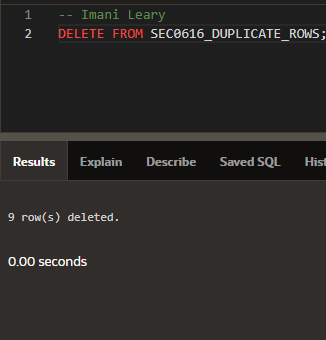 1 -- Imani Leary
2 DELETE FROM SEC0616_DUPLICATE_ROWS;
Results Explain Describe Saved SQL Hist
9 row(s) deleted.
0.00 seconds